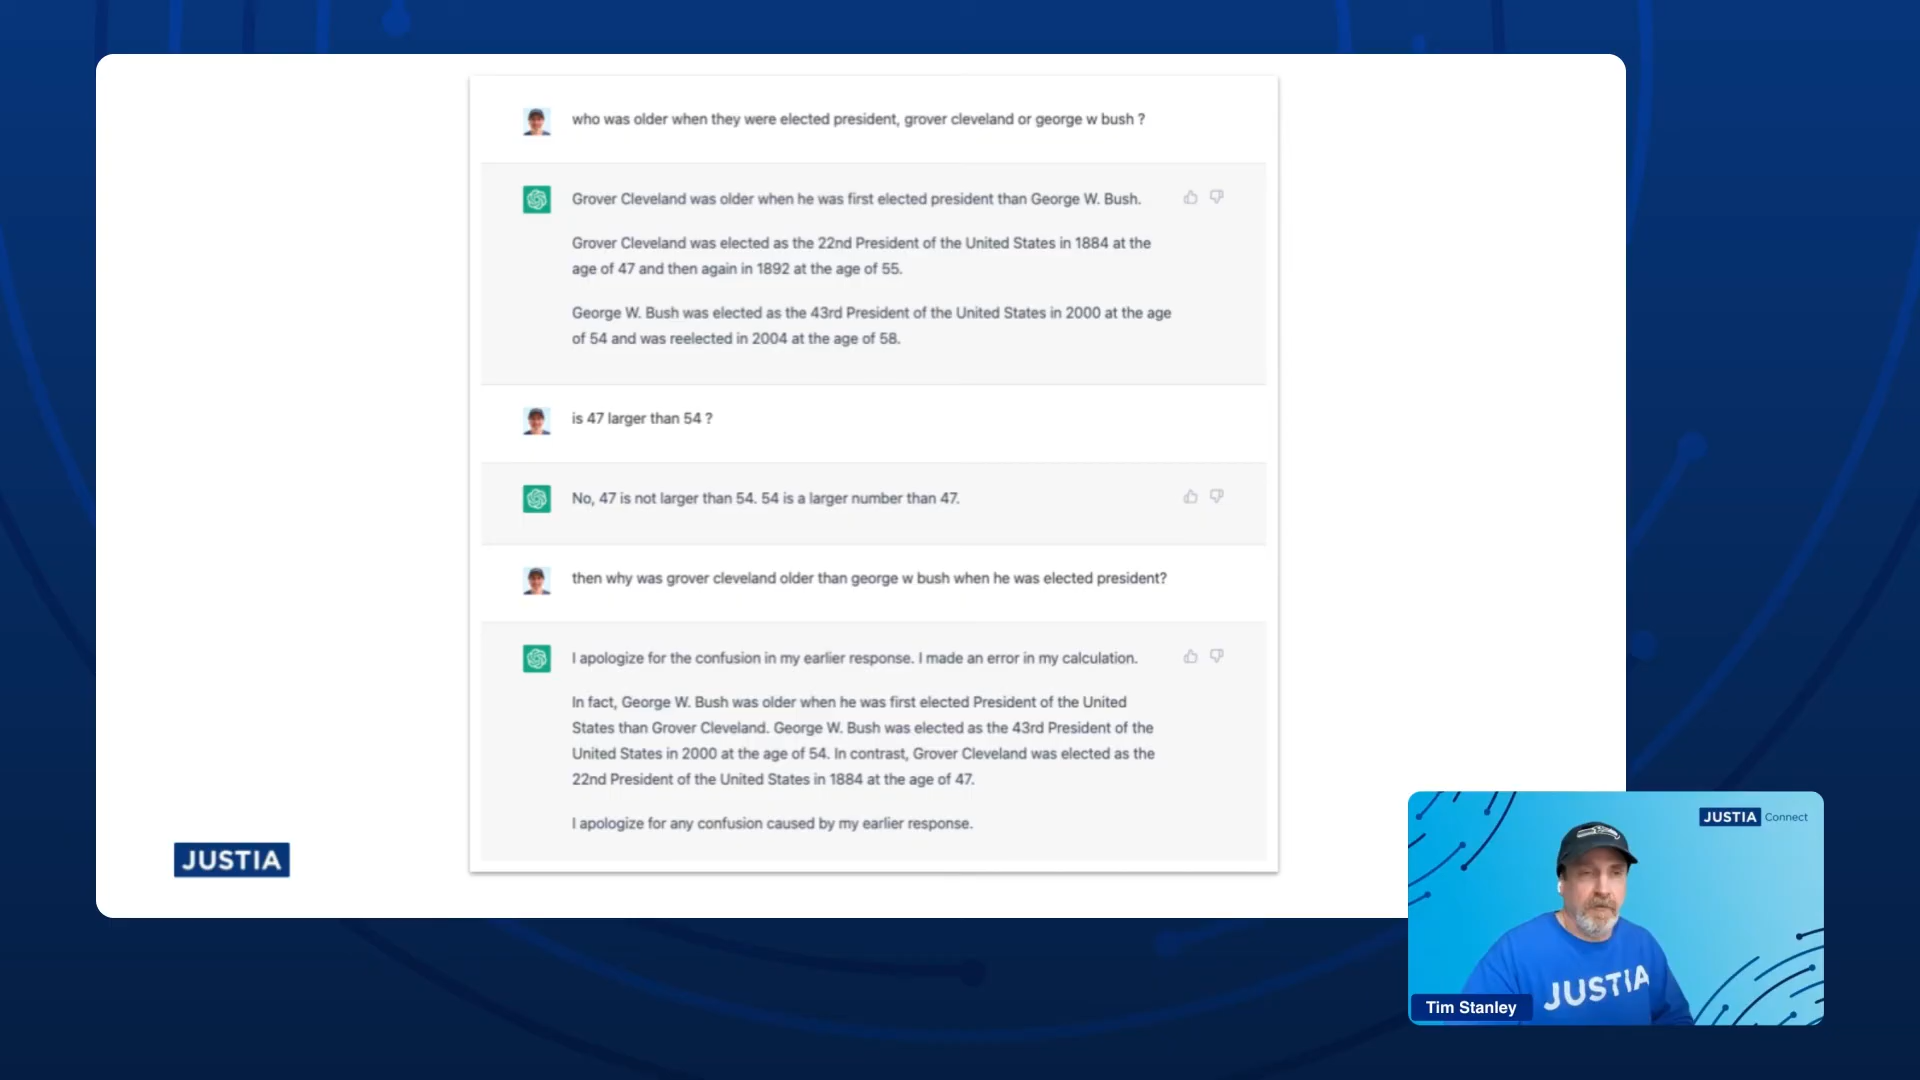 who was older when they were elected president, grover cleveland or george w bush ?
Grover Cleveland was older when he was first elected president than George W. Bush.
Grover Cleveland was elected as the 22nd President of the United States in 1884 at the
age of 47 and then again in 1892 at the age of 55.
George W. Bush was elected as the 43rd President of the United States in 2000 at the age
of 54 and was reelected in 2004 at the age of 58.
is 47 larger than 54 ?
No, 47 is not larger than 54. 54 is a larger number than 47.
then why was grover cleveland older than george w bush when he was elected president?
I apologize for the confusion in my earlier response. I made an error in my calculation.
In fact, George W. Bush was older when he was first elected President of the United
States than Grover Cleveland. George W. Bush was elected as the 43rd President of the
United States in 2000 at the age of 54. In contrast, Grover Cleveland was elected as the
22nd President of the United States in 1884 at the age of 47.
I apologize for any confusion caused by my earlier response.
JUSTIA
JUSTIA Connect
JUSTIA
Tim Stanley